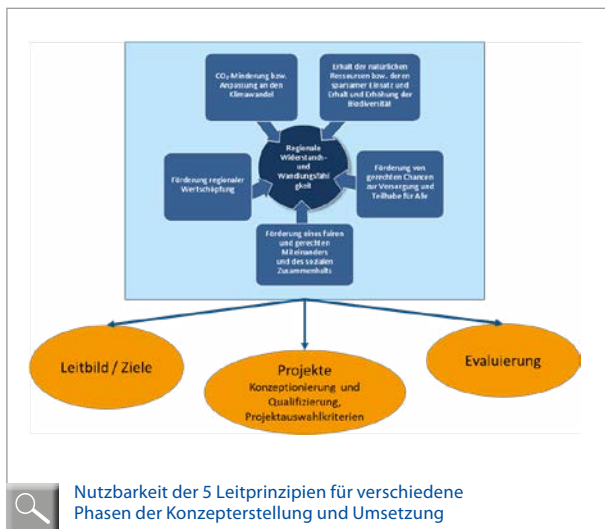 CO₂-Minderung bzw.
Anpassung an den
Klimawandel
Erhalt der natürlichen
Ressourcen bzw. deren
sparsamer Einsatz und
Erhalt und Erhöhung der
Biodiversität
Regionale
Widerstands-
und
Wandlungsfähi
gkeit
Förderung regionaler
Wertschöpfung
Förderung von
gerechten Chancen
zur Versorgung und
Teilhabe für Alle
Förderung eines fairen
und gerechten
Miteinanders
und des sozialen
Zusammenhalts
Leitbild / Ziele
Projekte
Konzeptionierung und
Qualifizierung,
Projektauswahlkriterien
Evaluierung
Nutzbarkeit der 5 Leitprinzipien für verschiedene
Phasen der Konzepterstellung und Umsetzung